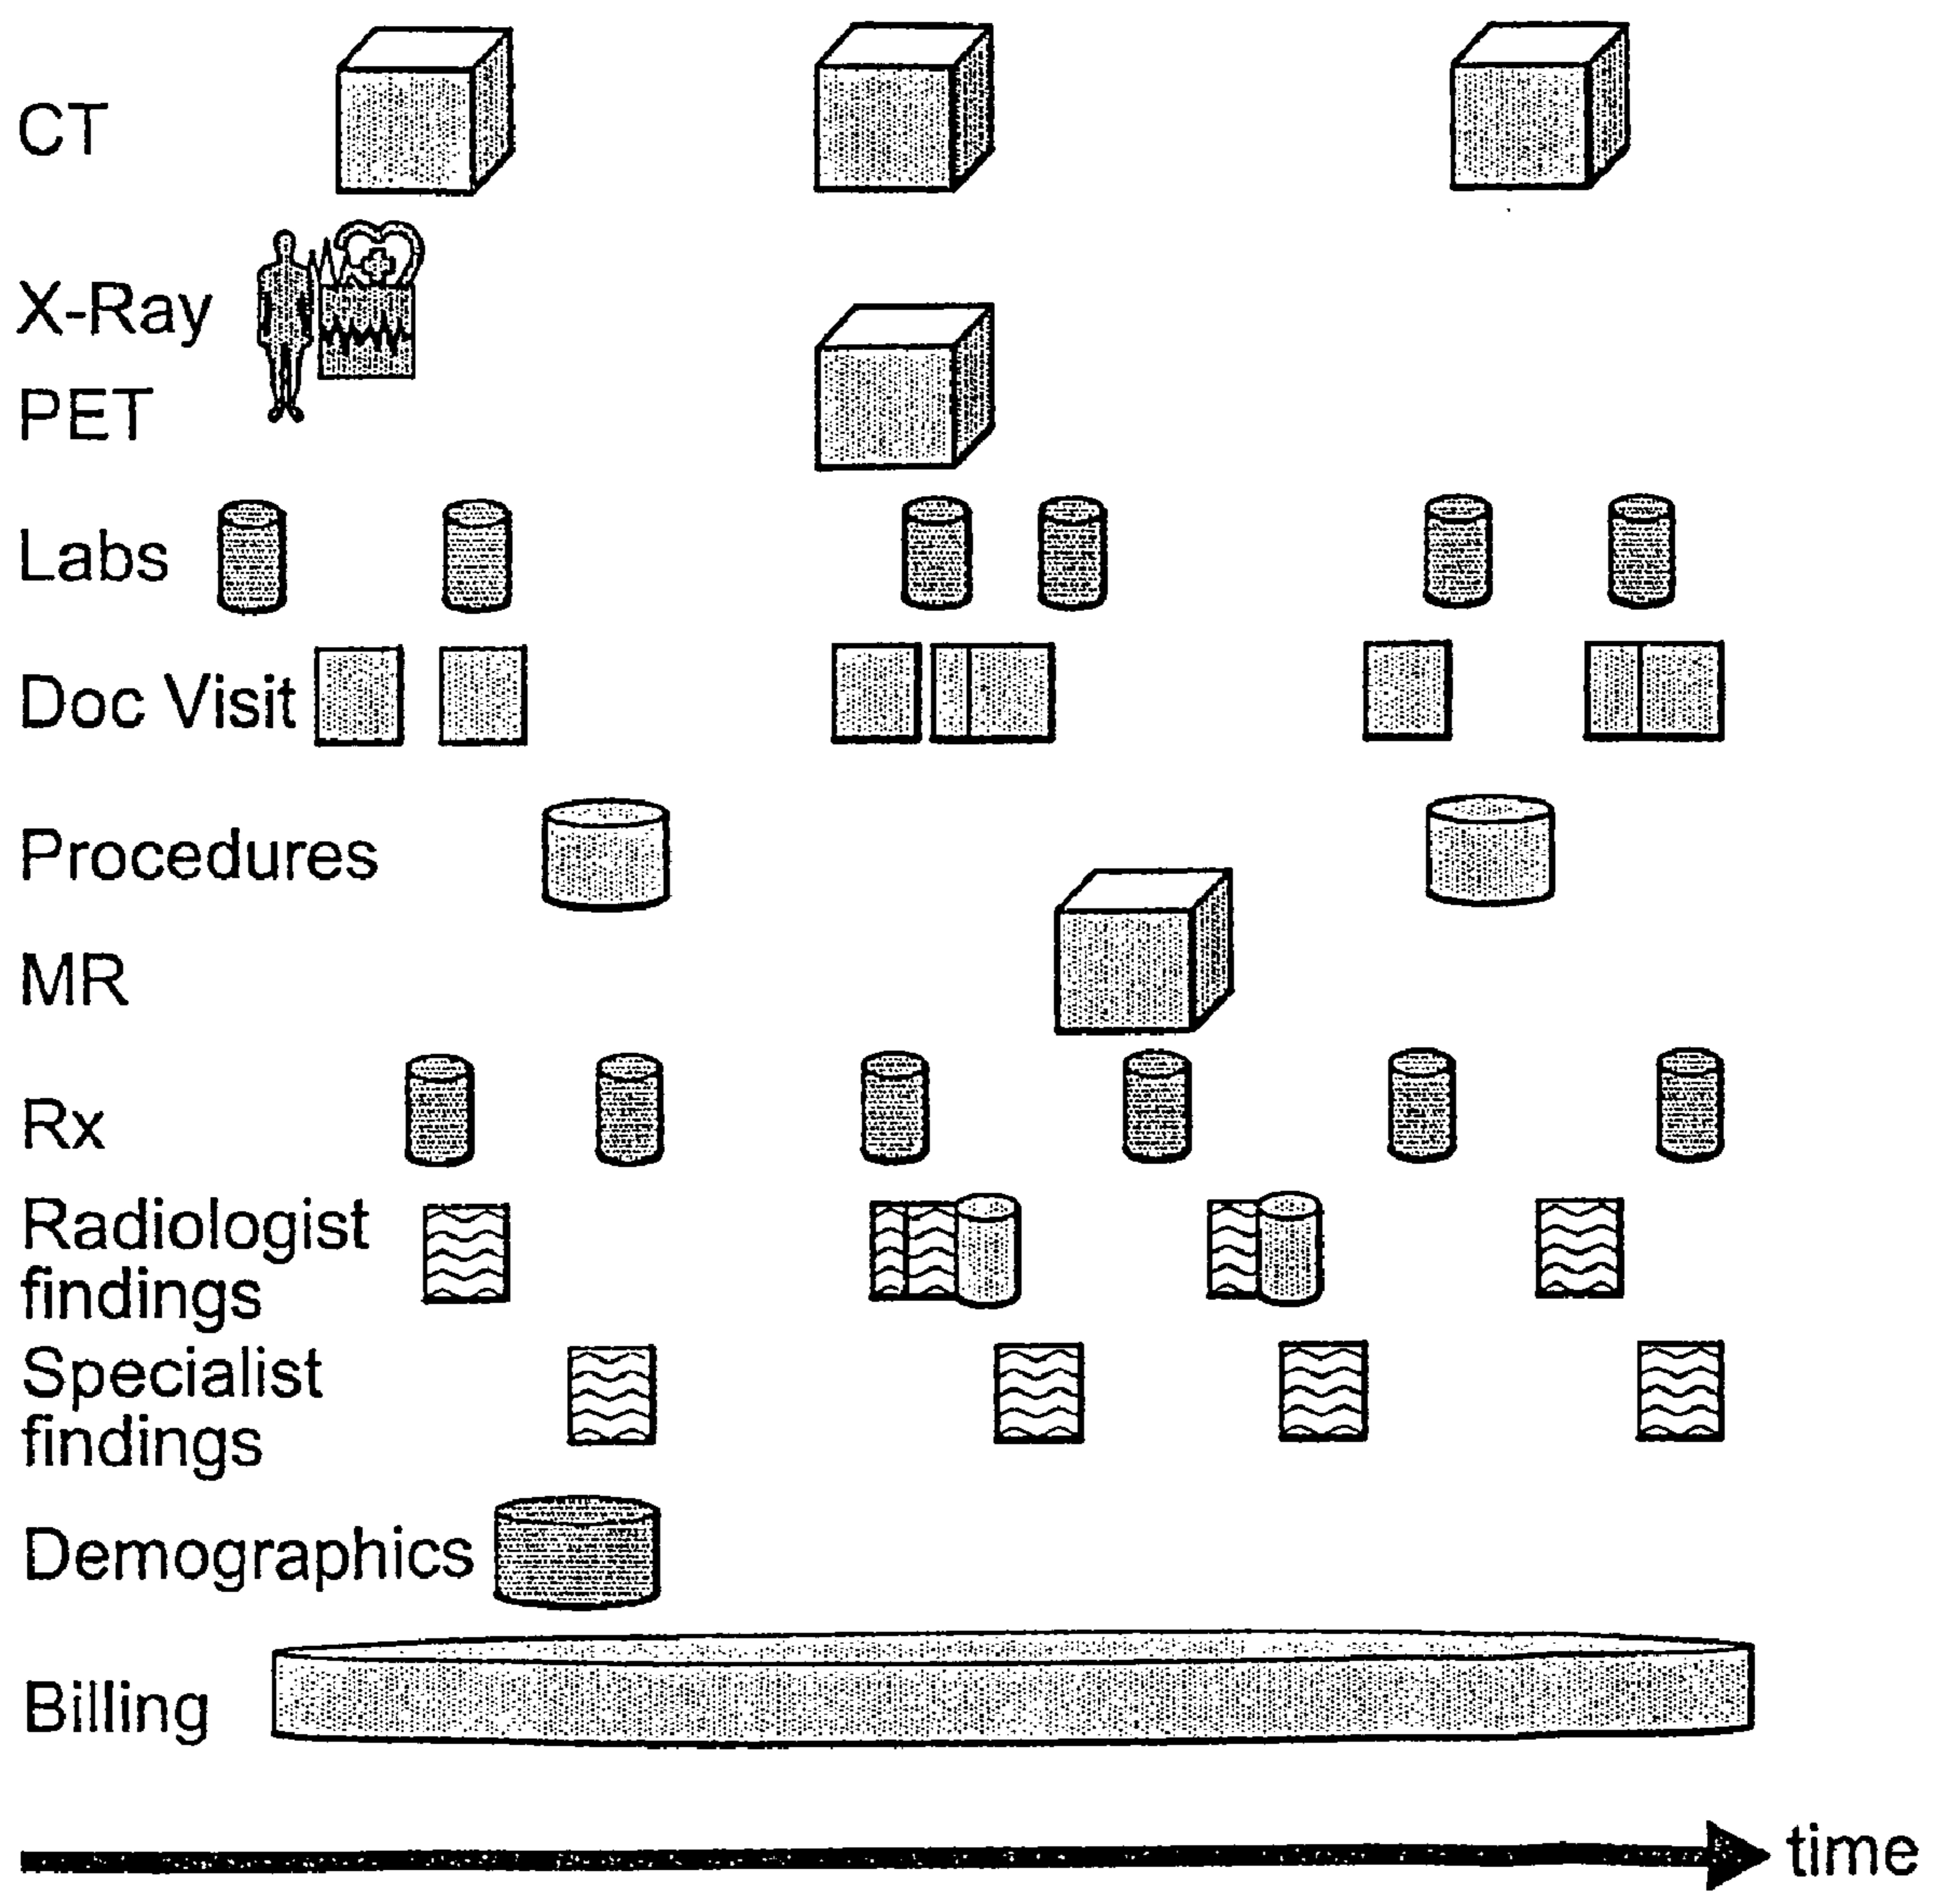 CT
X-Ray
PET
Labs
Doc Visit
Procedures
MR
Rx
Radiologist
findings
Specialist
findings
Demographics
Billing
time